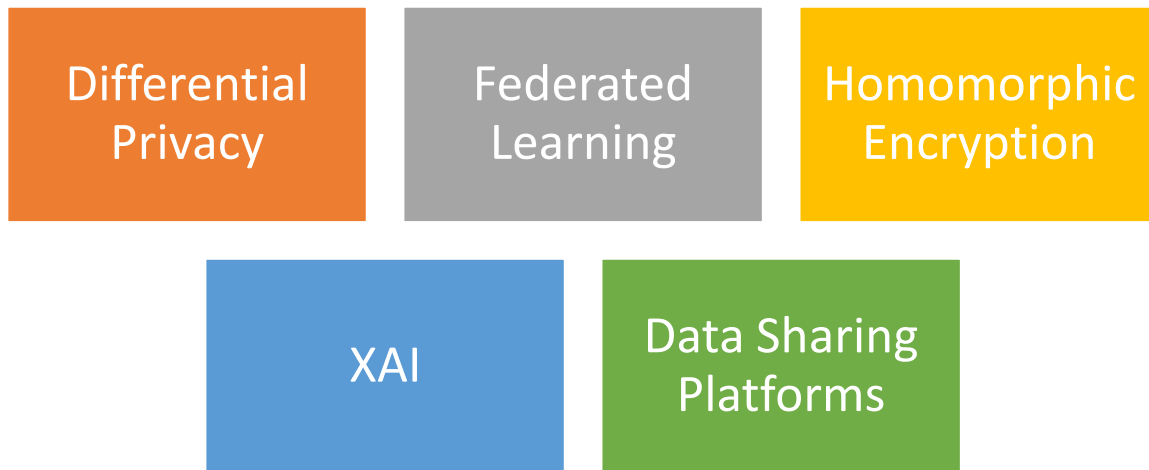 Differential
Privacy
Federated
Learning
Homomorphic
Encryption
XAI
Data Sharing
Platforms